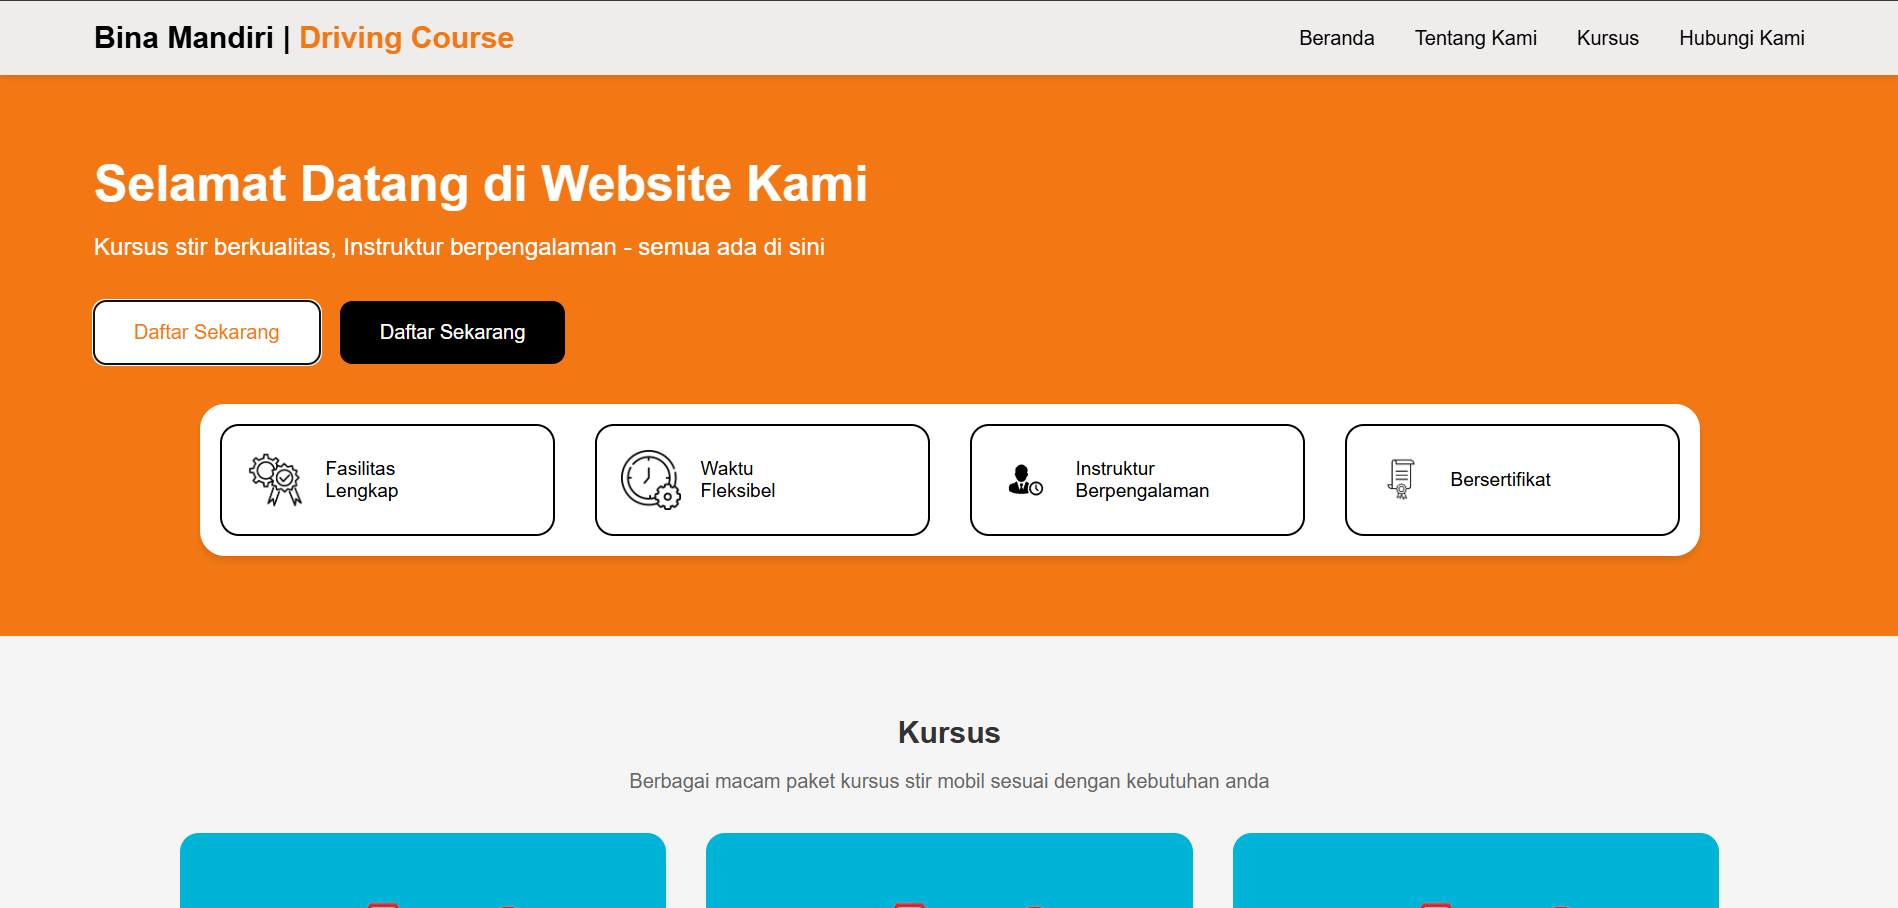 Bina Mandiri | Driving Course
Beranda
Tentang Kami
Kursus
Hubungi Kami
Selamat Datang di Website Kami
Kursus stir berkualitas, Instruktur berpengalaman - semua ada di sini
Daftar Sekarang
Daftar Sekarang
Fasilitas
Lengkap
Waktu
Fleksibel
Instruktur
Berpengalaman
Bersertifikat
Kursus
Berbagai macam paket kursus stir mobil sesuai dengan kebutuhan anda